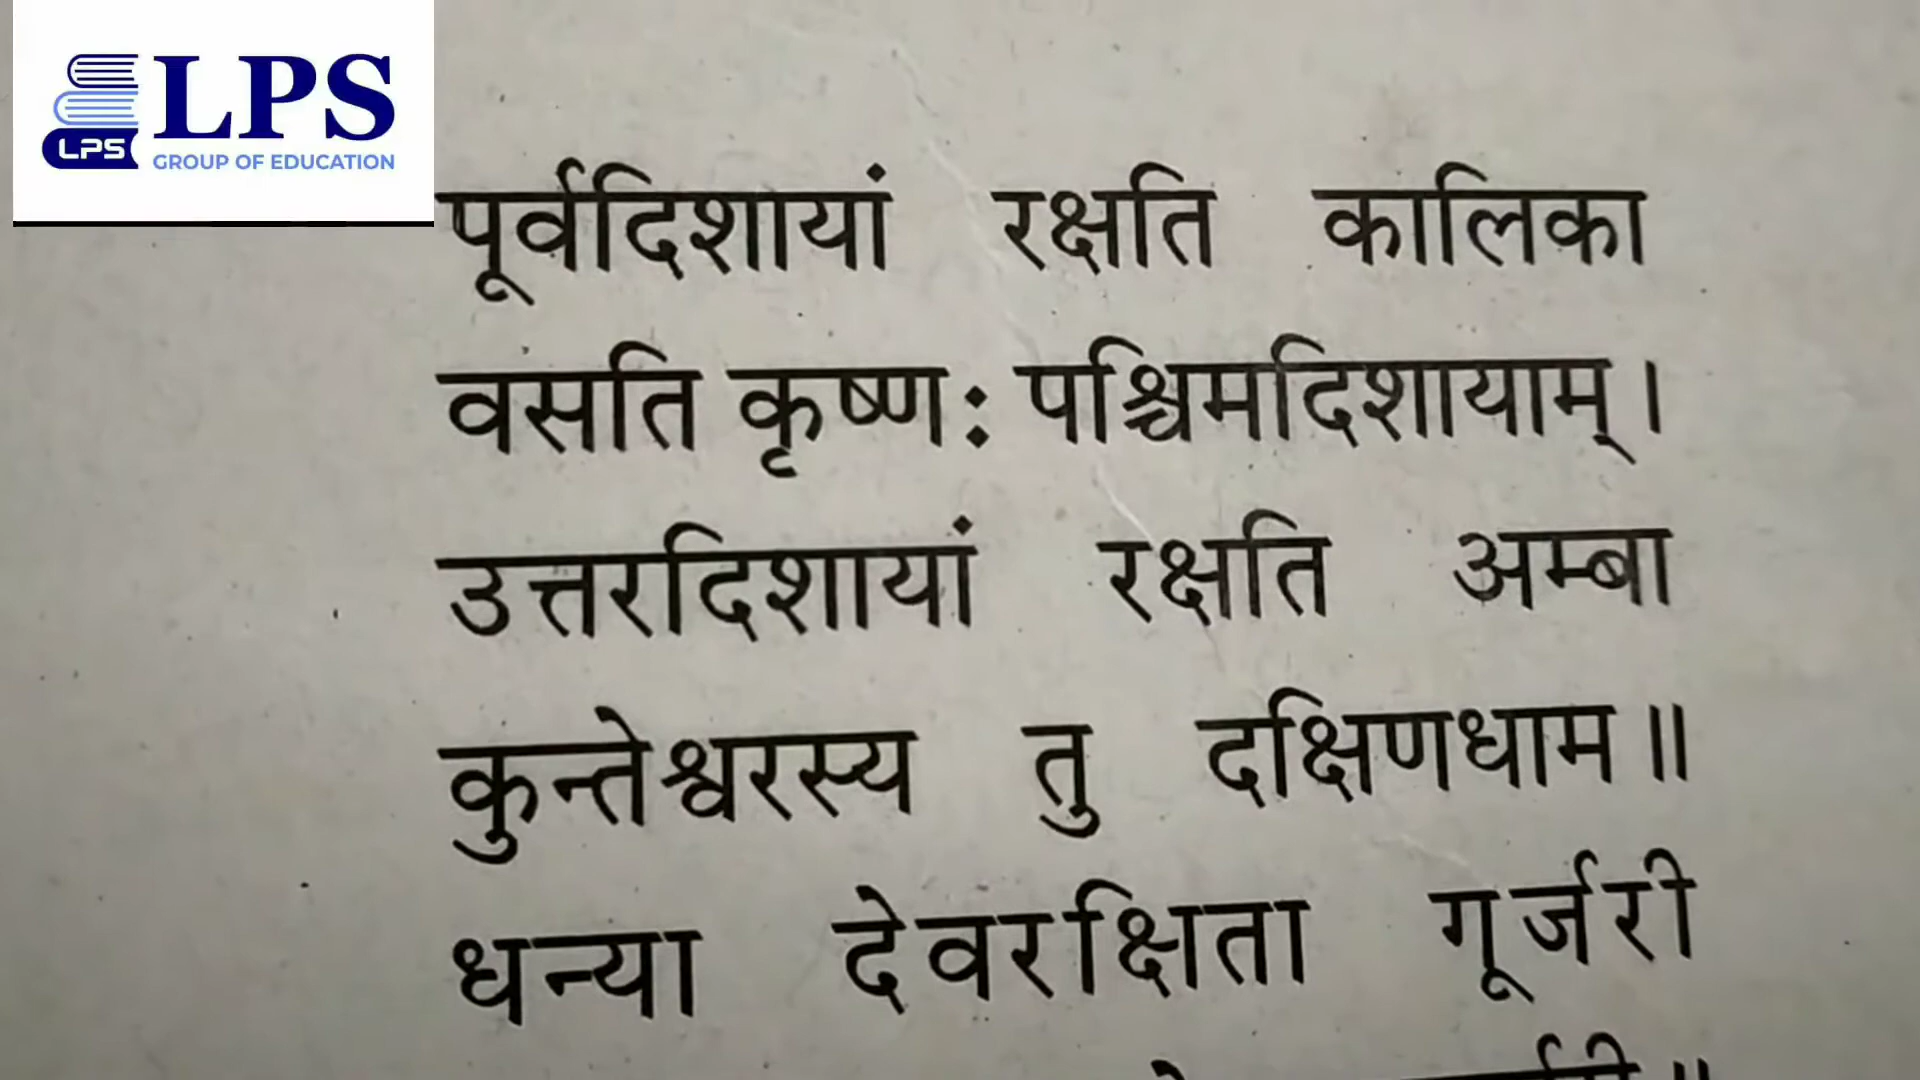 LPS
LPS
GROUP OF EDUCATION
पूर्वदिशायां रक्षति कालिका
वसति कृष्णः पश्चिमदिशायाम्।
उत्तरदिशायां रक्षति अम्बा
कुन्तेश्वरस्य तु दक्षिणधाम॥
धन्या देवरक्षिता गूर्जरी